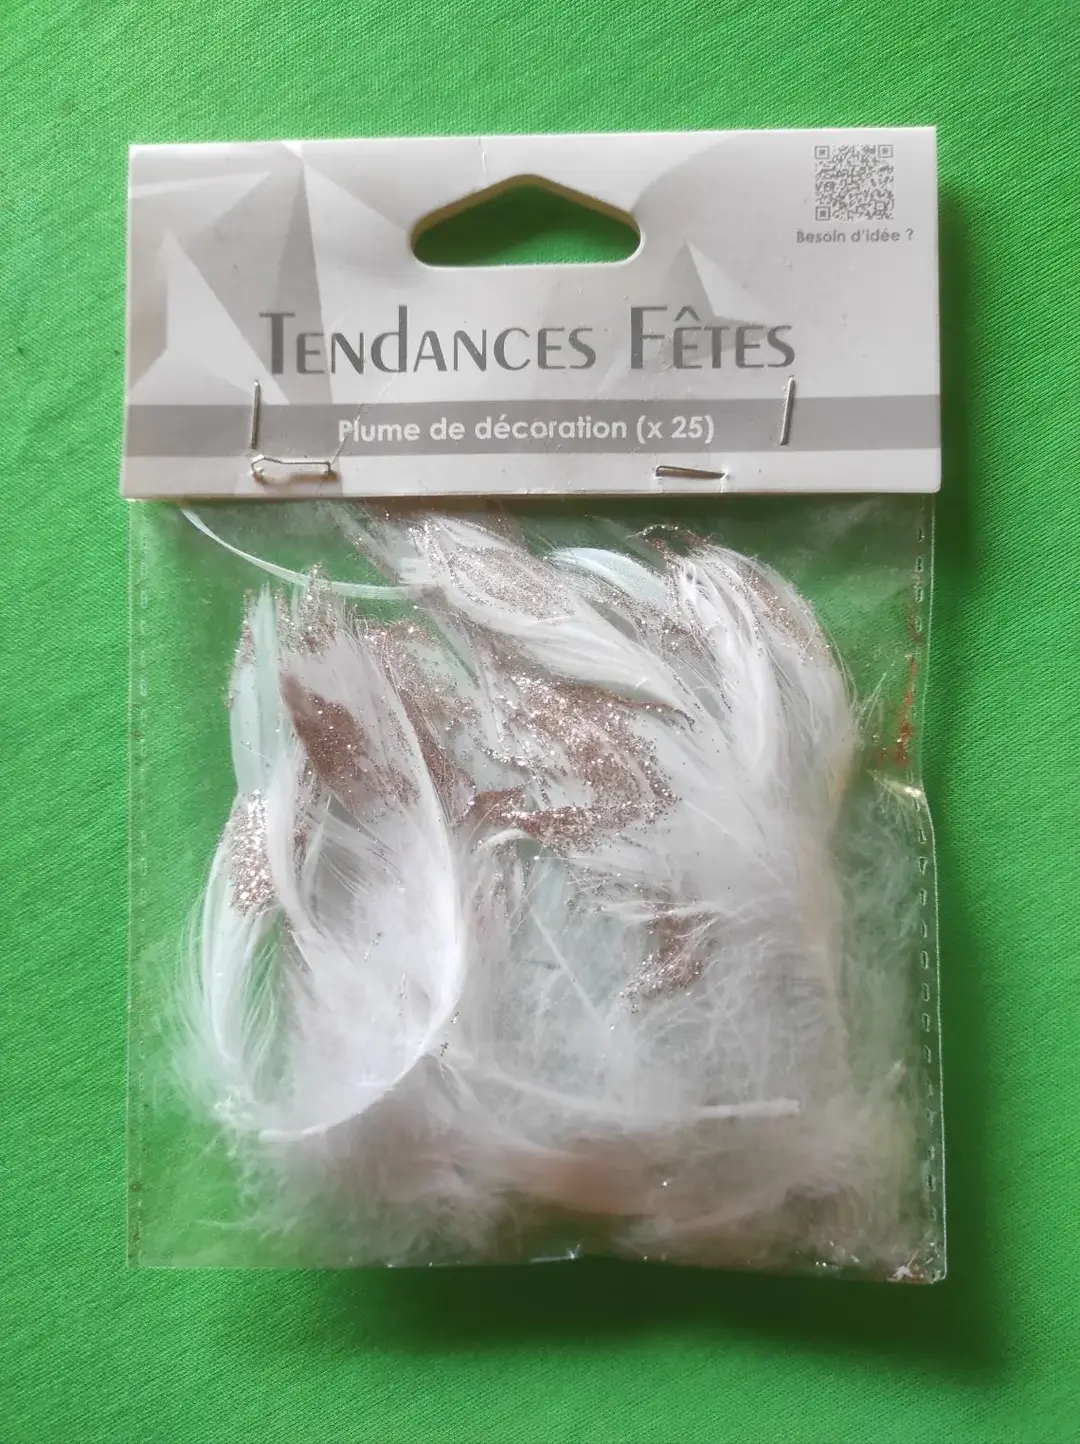 Besoin d'idée ?
TENdANCES FÊTES
Plume de décoration (x 25)